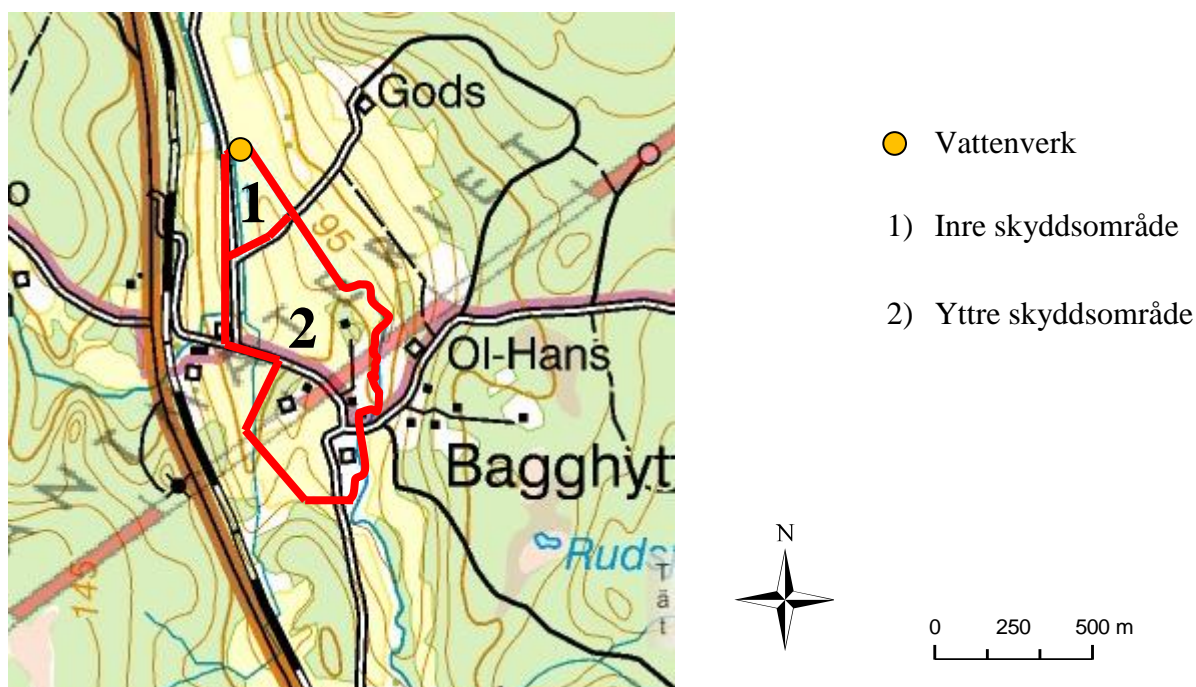 Gods
1
95
2
Ol-Hans
Bagghyt
Rudst
145
o
T
ä
t
Vattenverk
1) Inre skyddsområde
2) Yttre skyddsområde
N
0 250 500 m